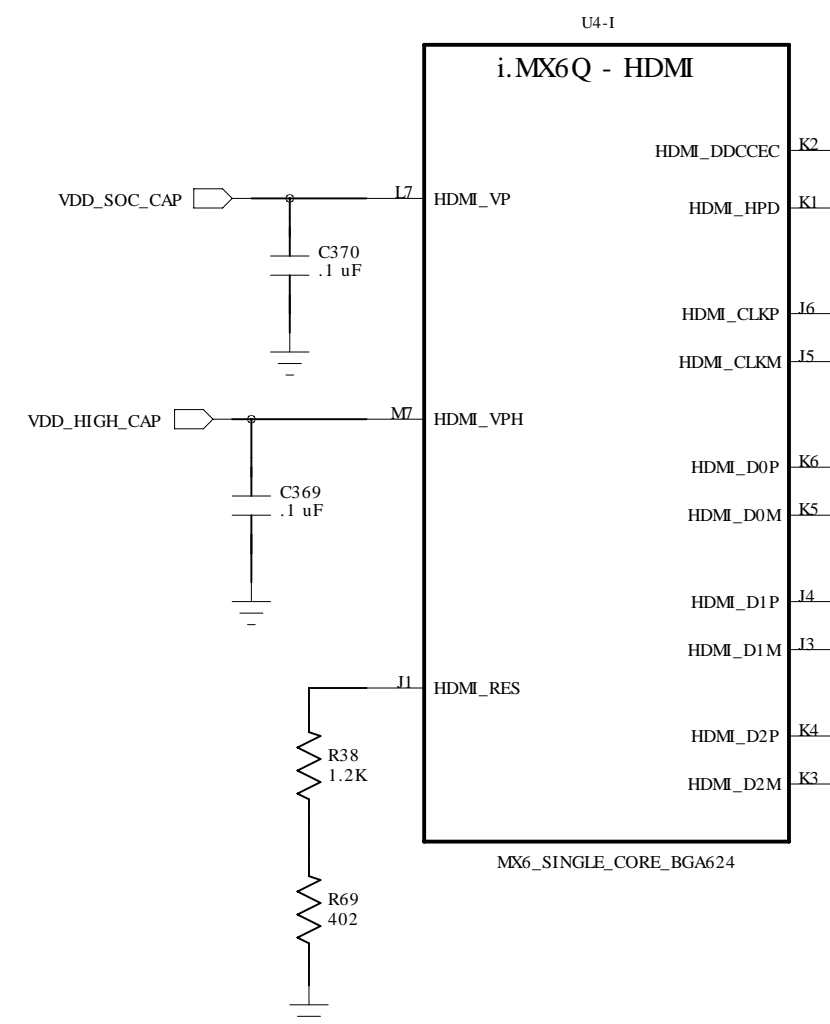 U4-I
i.MX6Q - HDMI
HDMI_DDCCEC K2
VDD_SOC_CAP L7 HDMI_VP
HDMI_HPD K1
C370
.1 uF
HDMI_CLKP J6
HDMI_CLKM J5
VDD_HIGH_CAP M7 HDMI_VPH
HDMI_D0P K6
C369
.1 uF
HDMI_D0M K5
HDMI_D1P J4
HDMI_D1M J3
J1 HDMI_RES
HDMI_D2P K4
R38
1.2K
HDMI_D2M K3
MX6_SINGLE_CORE_BGA624
R69
402